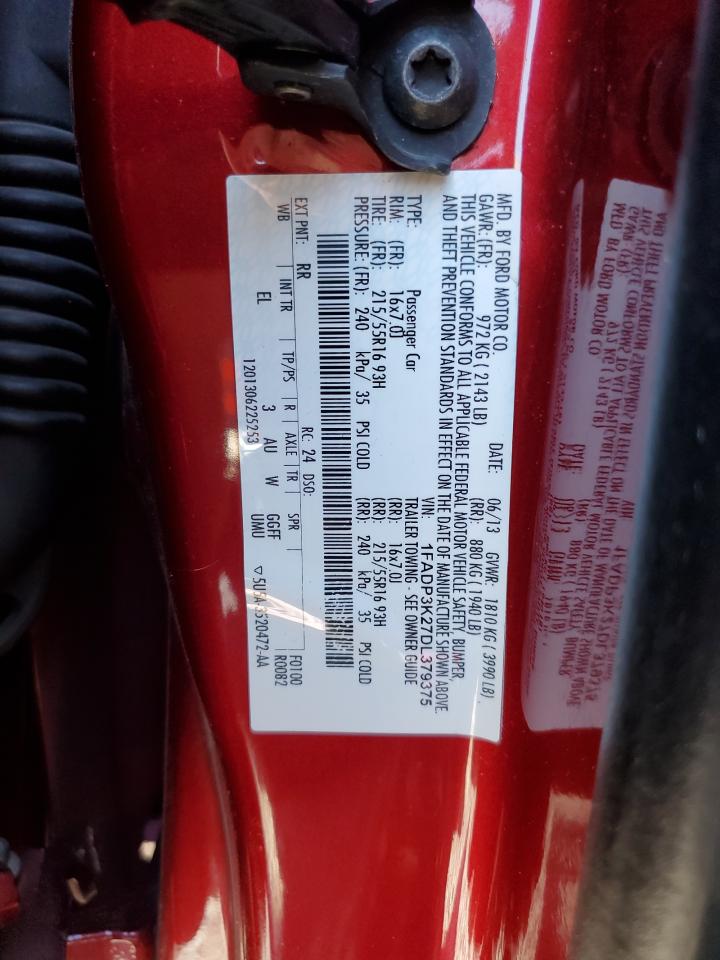 MFD. BY FORD MOTOR CO.
DATE: 06/13 GVWR: 1810 KG ( 3990 LB)
GAWR: (FR): 972 KG ( 2143 LB) (RR): 880 KG ( 1940 LB)
THIS VEHICLE CONFORMS TO ALL APPLICABLE FEDERAL MOTOR VEHICLE SAFETY, BUMPER,
AND THEFT PREVENTION STANDARDS IN EFFECT ON THE DATE OF MANUFACTURE SHOWN ABOVE.
VIN: 1FADP3K27DL379375
TYPE: Passenger Car TRAILER TOWING - SEE OWNER GUIDE
RIM: (FR): 16x7.0J (RR): 16x7.0J
TIRE: (FR): 215/55R16 93H (RR): 215/55R16 93H
PRESSURE: (FR): 240 kPa/ 35 PSI COLD (RR): 240 kPa/ 35 PSI COLD
EXT PNT: RR RC: 24 DSO: F0100
WB INT TR TP/PS R AXLE TR SPR R0082
EL 3 AU W GGFF
UMU
1201306225253 5U5A-